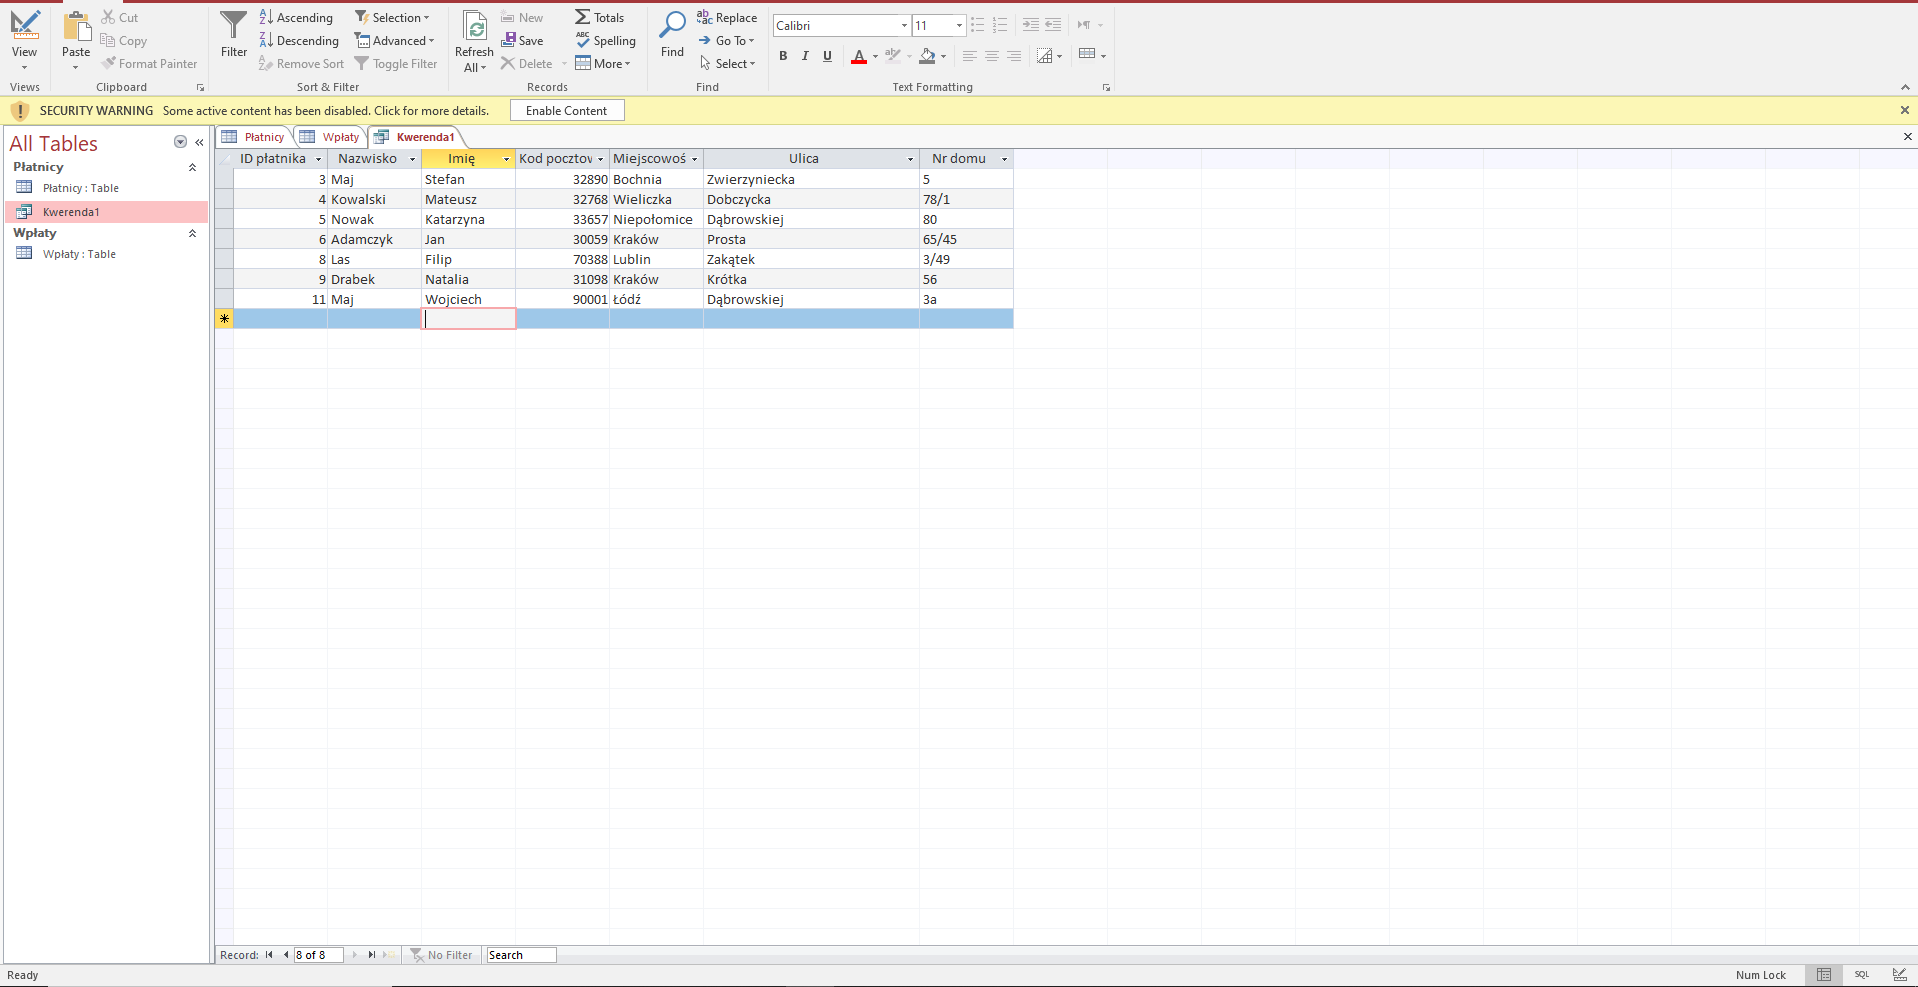 View
Views
Paste
Cut
Copy
Format Painter
Clipboard
Filter
Ascending
Descending
Remove Sort
Selection
Advanced
Toggle Filter
Sort & Filter
Refresh
All
New
Save
Delete
Totals
Spelling
More
Records
Find
Replace
Go To
Select
Find
Calibri
11
B I U
Text Formatting
SECURITY WARNING Some active content has been disabled. Click for more details. Enable Content
All Tables
Płatnicy
Płatnicy : Table
Kwerenda1
Wpłaty
Wpłaty : Table
Płatnicy Wpłaty Kwerenda1
ID płatnika Nazwisko Imię Kod pocztow Miejscowoś Ulica Nr domu
3 Maj Stefan 32890 Bochnia Zwierzyniecka 5
4 Kowalski Mateusz 32768 Wieliczka Dobczycka 78/1
5 Nowak Katarzyna 33657 Niepołomice Dąbrowskiej 80
6 Adamczyk Jan 30059 Kraków Prosta 65/45
8 Las Filip 70388 Lublin Zakątek 3/49
9 Drabek Natalia 31098 Kraków Krótka 56
11 Maj Wojciech 90001 Łódź Dąbrowskiej 3a
Record: 8 of 8 No Filter Search
Ready Num Lock SQL